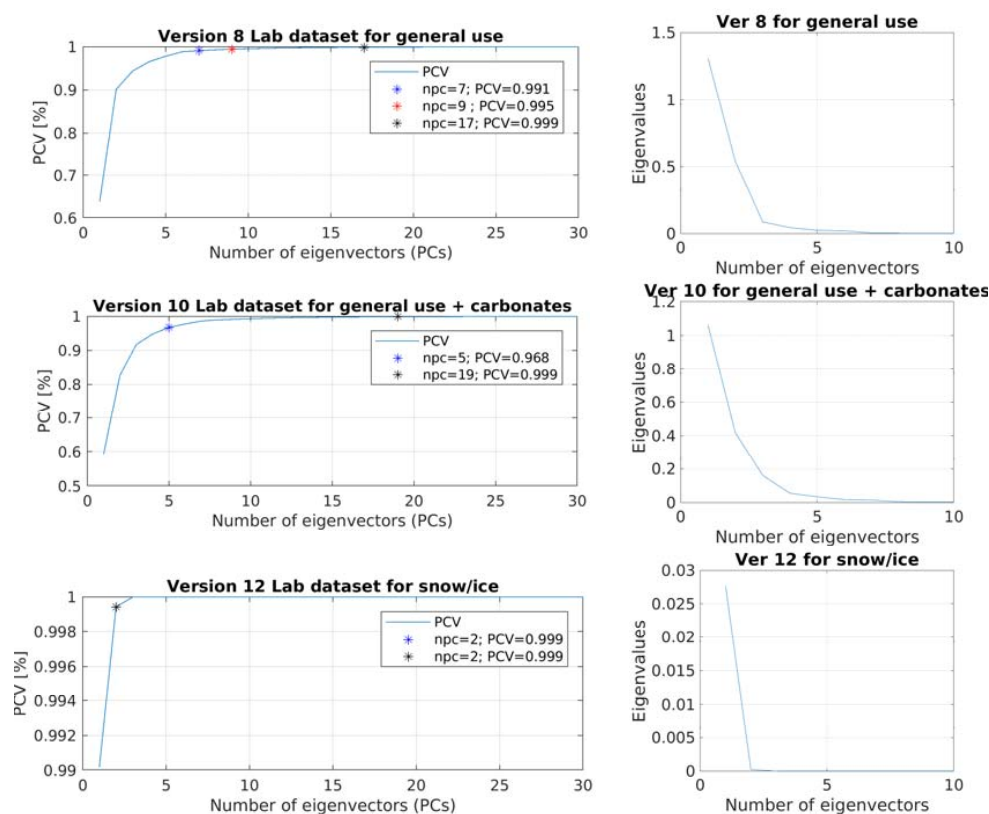 Version 8 Lab dataset for general use
1
0.9
0.8
0.7
0.6
PCV [%]
PCV
npc=7; PCV=0.991
npc=9 ; PCV=0.995
npc=17; PCV=0.999
0 5 10 15 20 25 30
Number of eigenvectors (PCs)
Ver 8 for general use
1.5
1
0.5
0
Eigenvalues
0 5 10
Number of eigenvectors
Version 10 Lab dataset for general use + carbonates
1
0.9
0.8
0.7
0.6
0.5
PCV [%]
PCV
npc=5; PCV=0.968
npc=19; PCV=0.999
0 5 10 15 20 25 30
Number of eigenvectors (PCs)
Ver 10 for general use + carbonates
1.2
1
0.8
0.6
0.4
0.2
0
Eigenvalues
0 5 10
Number of eigenvectors
Version 12 Lab dataset for snow/ice
1
0.998
0.996
0.994
0.992
0.99
PCV [%]
PCV
npc=2; PCV=0.999
npc=2; PCV=0.999
0 5 10 15 20 25 30
Number of eigenvectors (PCs)
Ver 12 for snow/ice
0.03
0.025
0.02
0.015
0.01
0.005
0
Eigenvalues
0 5 10
Number of eigenvectors